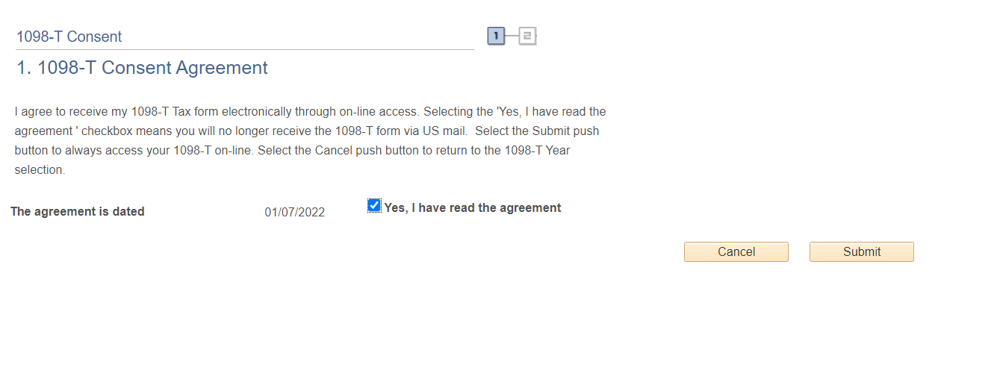 1098-T Consent
1 2
1. 1098-T Consent Agreement
I agree to receive my 1098-T Tax form electronically through on-line access. Selecting the 'Yes, I have read the
agreement ' checkbox means you will no longer receive the 1098-T form via US mail.  Select the Submit push
button to always access your 1098-T on-line. Select the Cancel push button to return to the 1098-T Year
selection.
The agreement is dated 01/07/2022 Yes, I have read the agreement
Cancel Submit